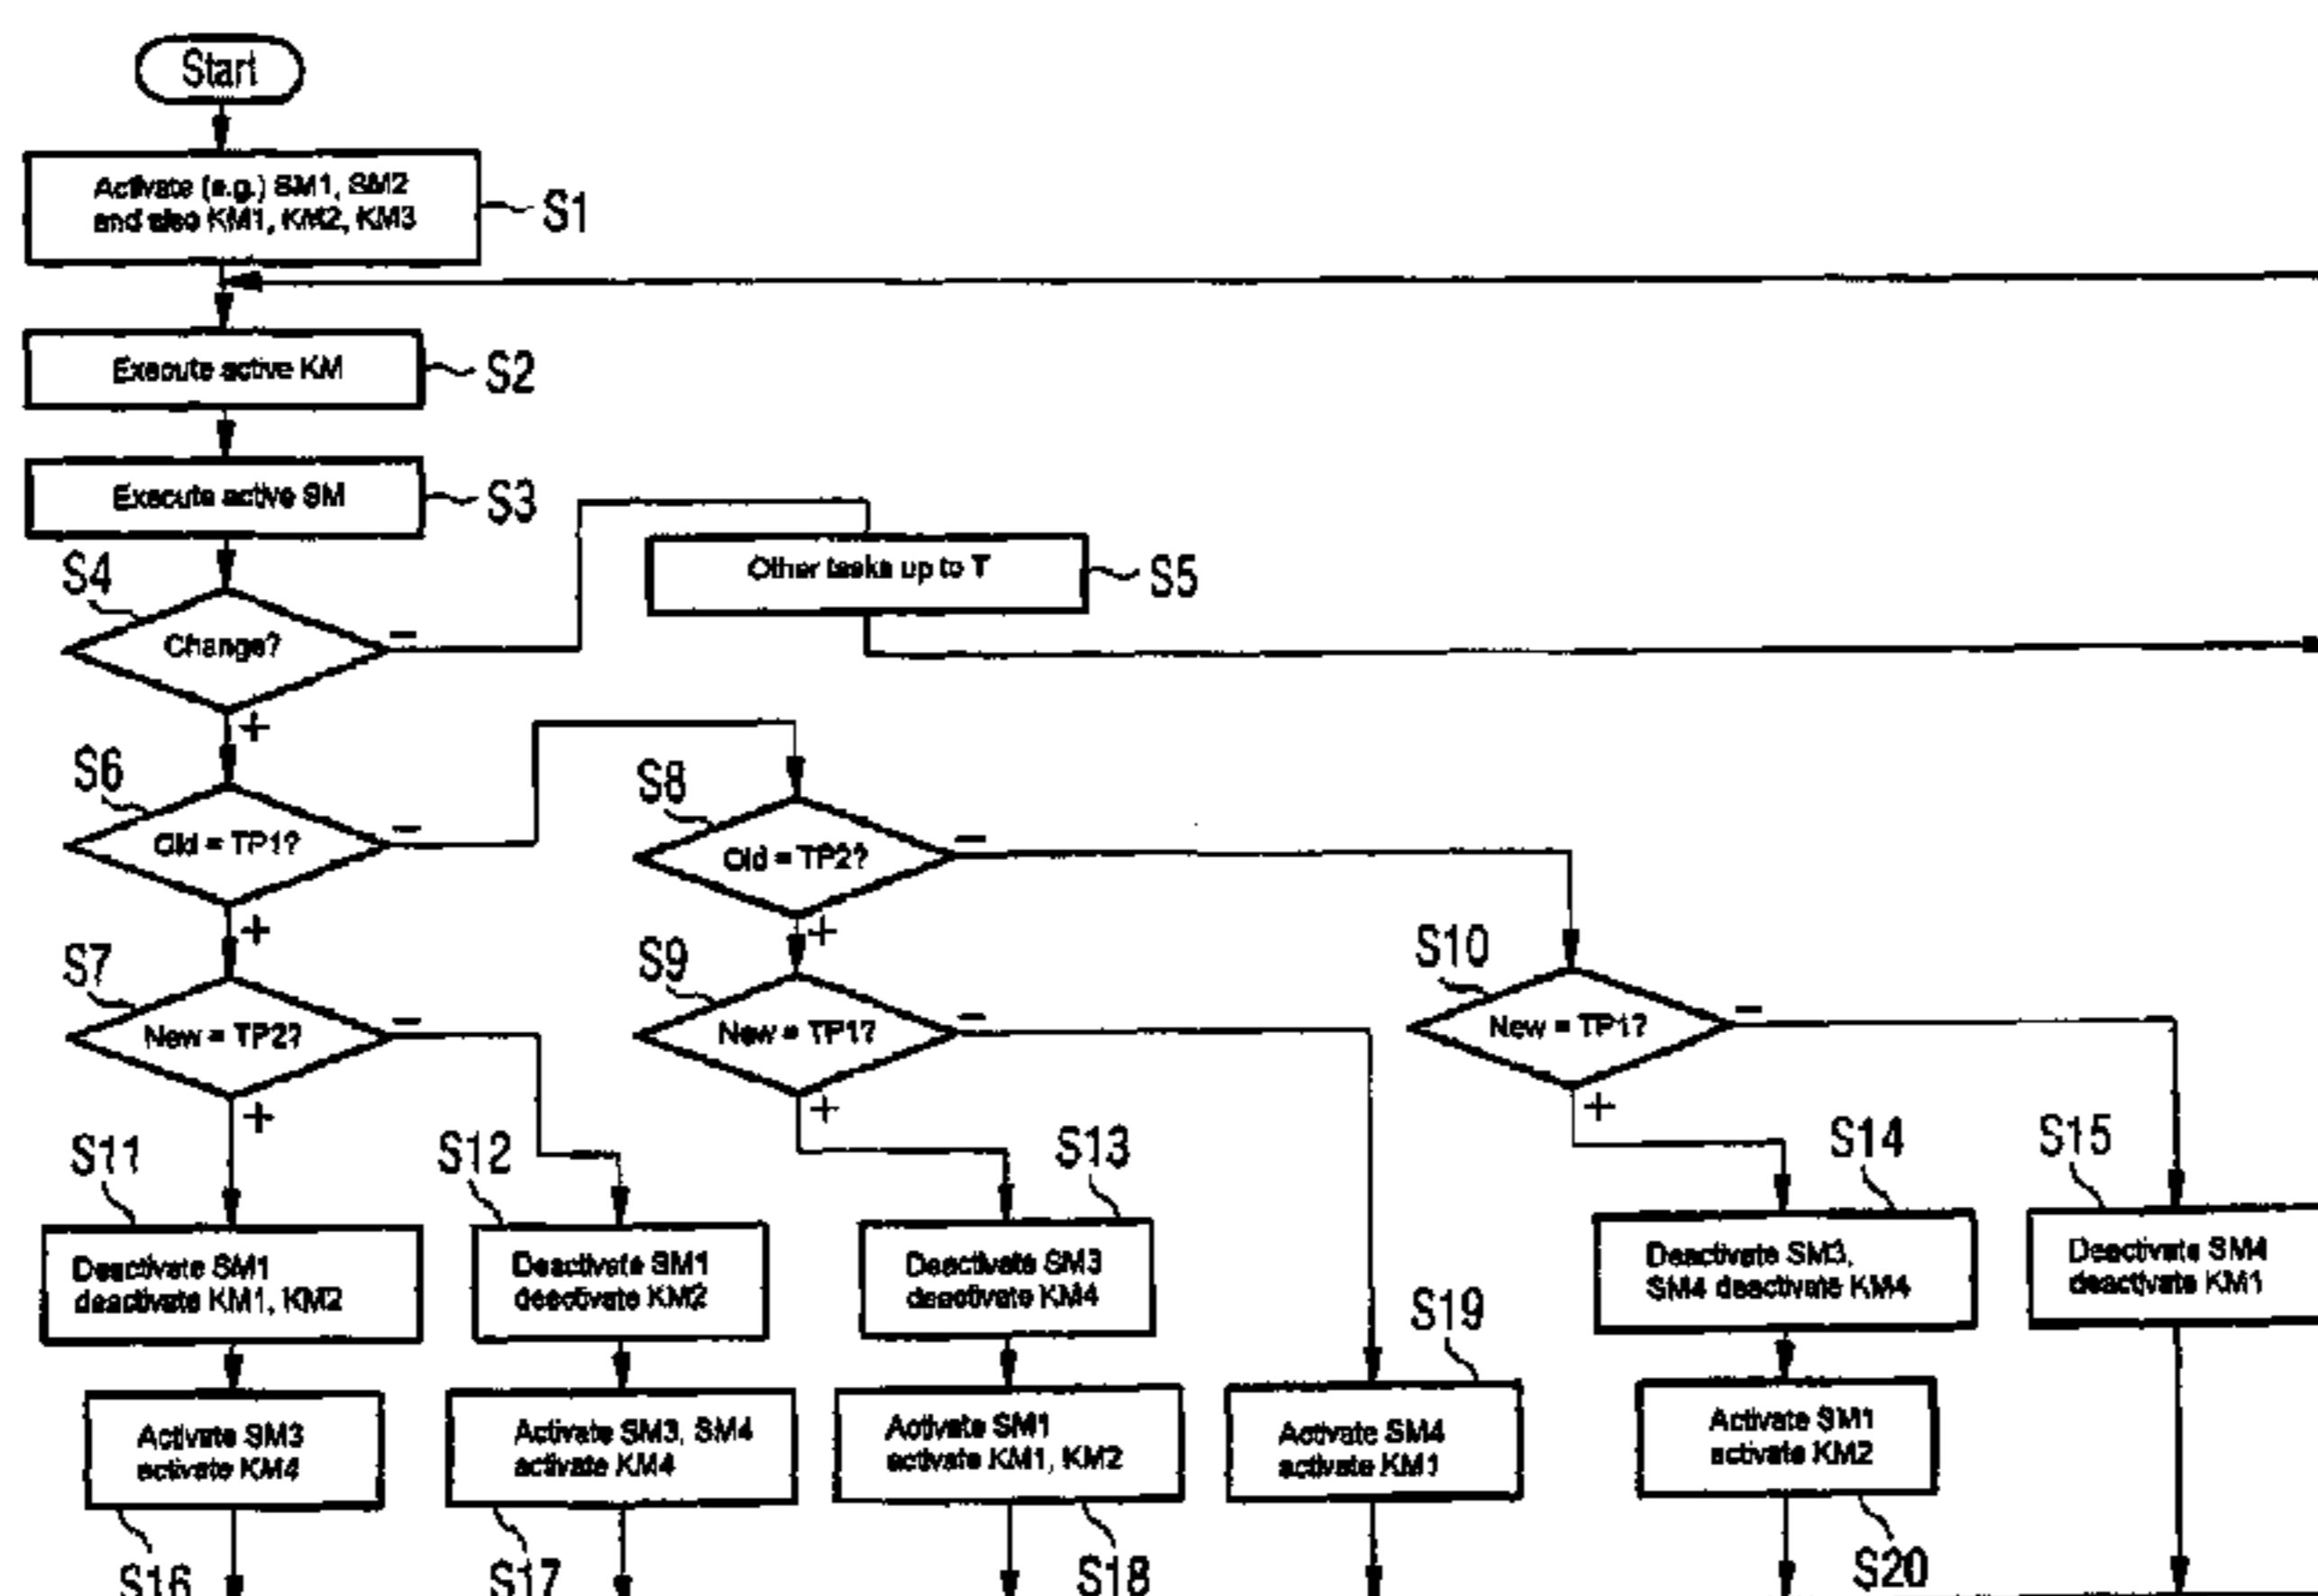 Start
Activate (e.g.) SM1, SM2
and also KM1, KM2, KM3
S1
Execute active KM
S2
Execute active SM
S3
S4
Change?
−
+
Other tasks up to T
S5
S6
Old = TP1?
−
+
S8
Old = TP2?
−
+
S7
New = TP2?
−
+
S9
New = TP1?
−
+
S10
New = TP1?
−
+
S11
Deactivate SM1
deactivate KM1, KM2
S12
Deactivate SM1
deactivate KM2
S13
Deactivate SM3
deactivate KM4
S14
Deactivate SM3,
SM4 deactivate KM4
S15
Deactivate SM4
deactivate KM1
Activate SM3
activate KM4
S16
Activate SM3, SM4
activate KM4
S17
Activate SM1
activate KM1, KM2
S18
S19
Activate SM4
activate KM1
Activate SM1
activate KM2
S20